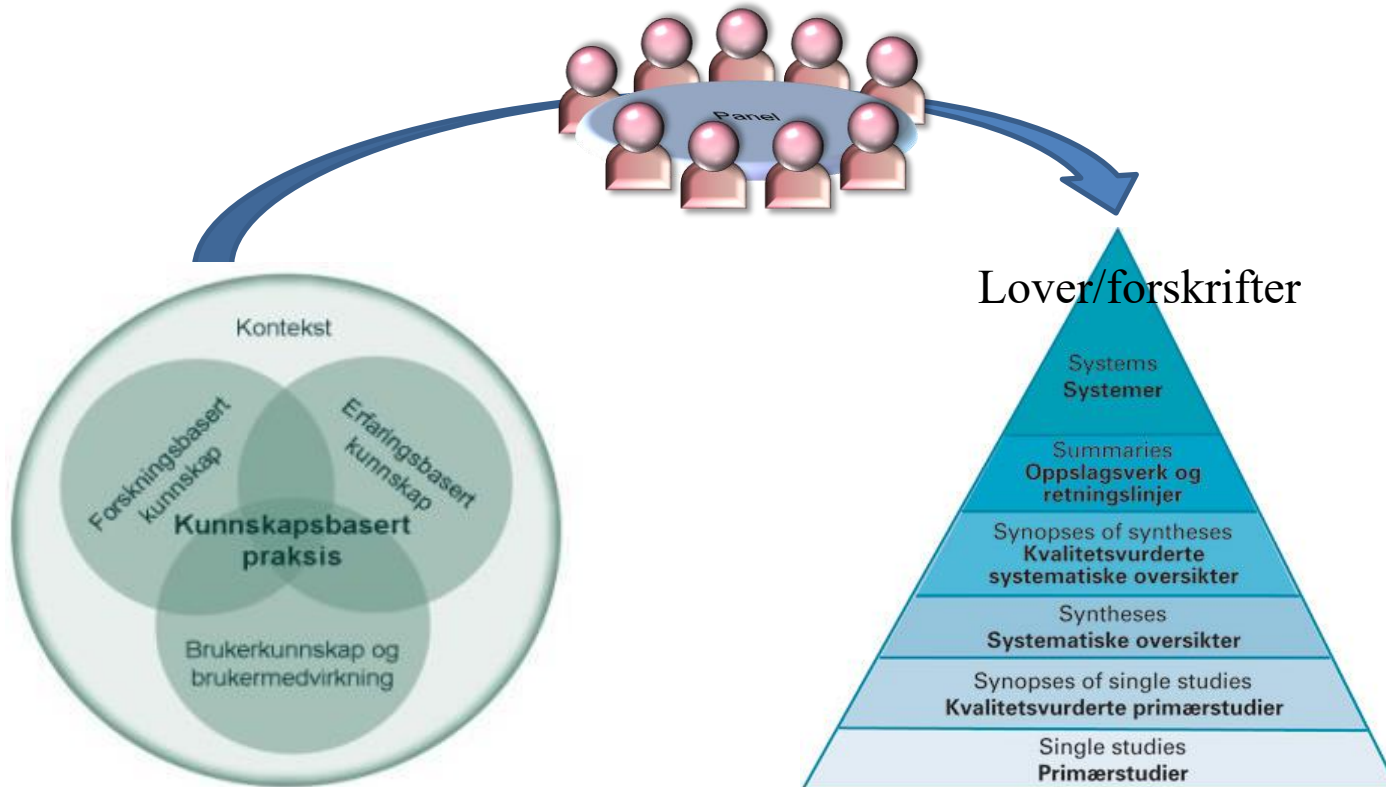 Panel
Kontekst
Forskningsbasert
kunnskap
Erfaringsbasert
kunnskap
Kunnskapsbasert
praksis
Brukerkunnskap og
brukermedvirkning
Lover/forskrifter
Systems
Systemer
Summaries
Oppslagsverk og
retningslinjer
Synopses of syntheses
Kvalitetsvurderte
systematiske oversikter
Syntheses
Systematiske oversikter
Synopses of single studies
Kvalitetsvurderte primærstudier
Single studies
Primærstudier